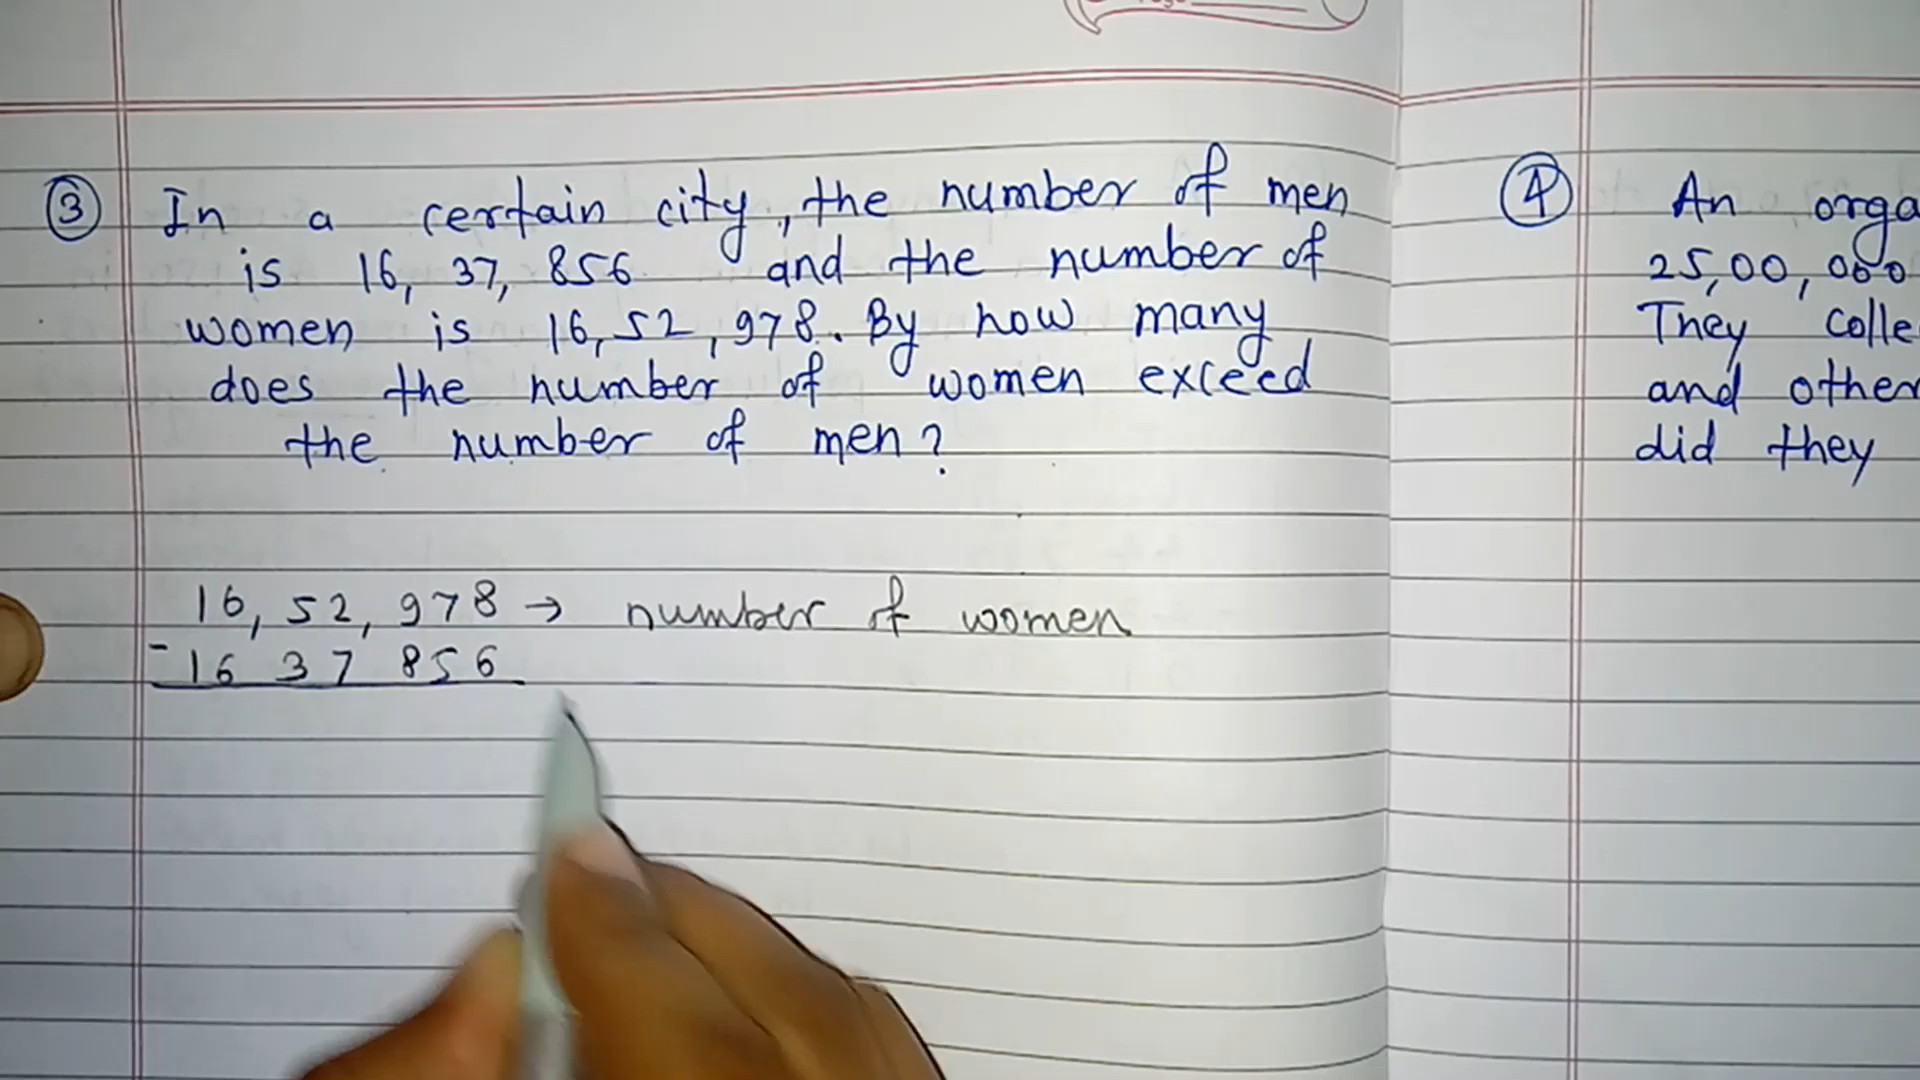 ③ In a certain city, the number of men
is 16, 37, 856 and the number of
women is 16,52,978. By how many
does the number of women exceed
the number of men?
16,52,978 → number of women
- 16 37 856
④ An orga
25,00,000
They colle
and other
did they